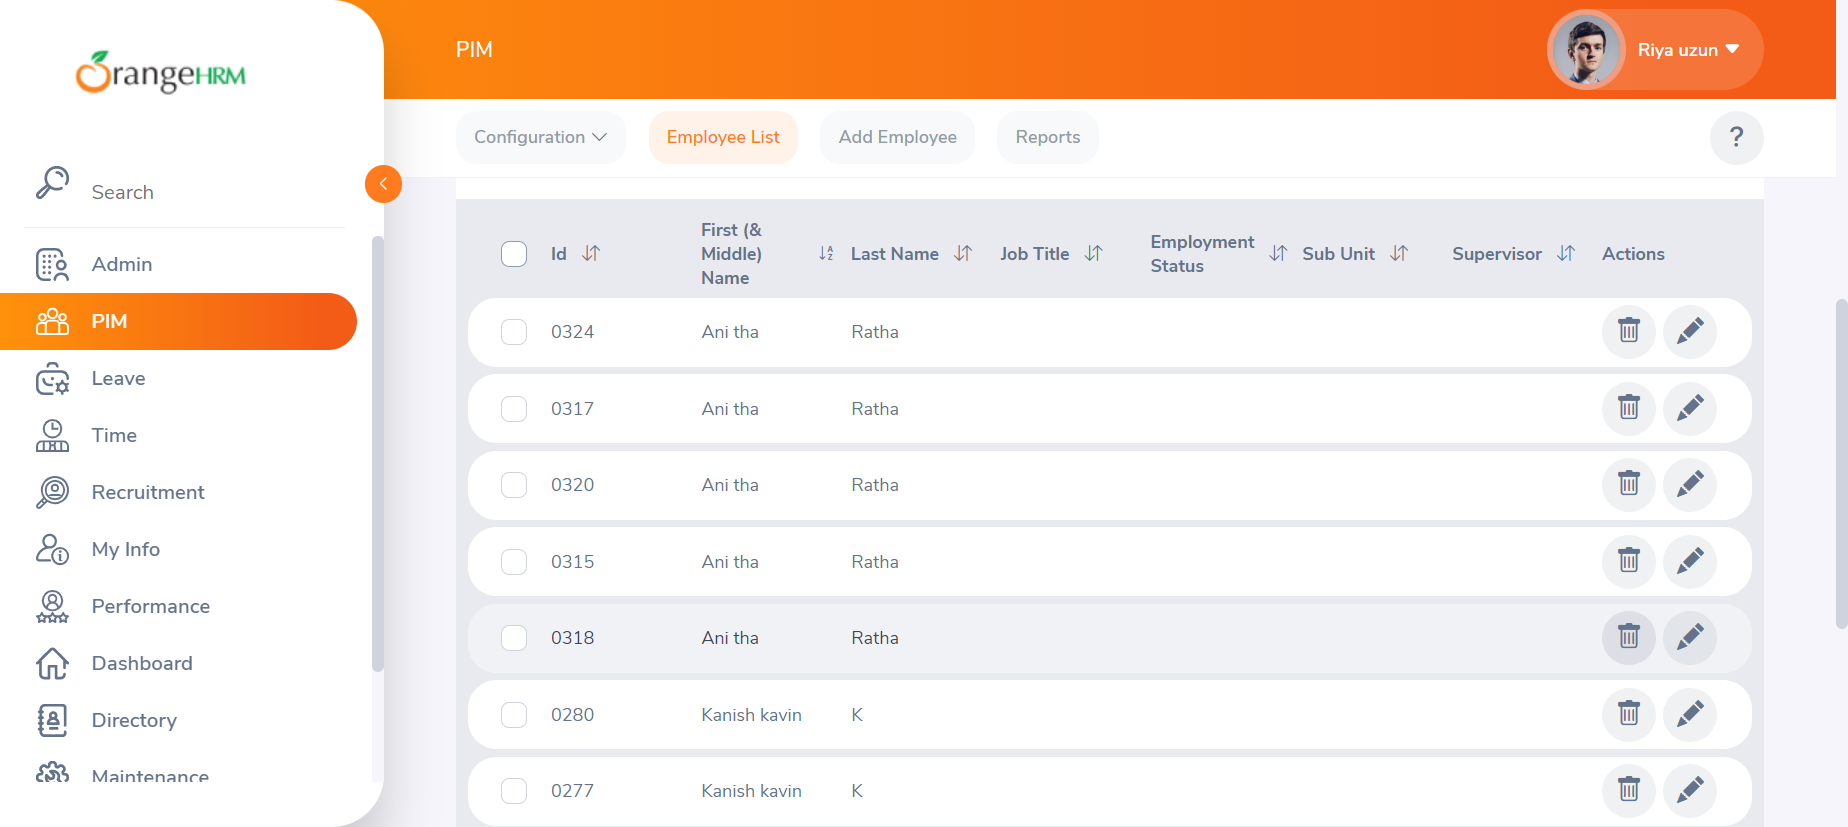 OrangeHRM
PIM
Riya uzun
Configuration
Employee List
Add Employee
Reports
?
Search
Admin
PIM
Leave
Time
Recruitment
My Info
Performance
Dashboard
Directory
Maintenance
Id
First (&
Middle)
Name
Last Name
Job Title
Employment
Status
Sub Unit
Supervisor
Actions
0324 Ani tha Ratha
0317 Ani tha Ratha
0320 Ani tha Ratha
0315 Ani tha Ratha
0318 Ani tha Ratha
0280 Kanish kavin K
0277 Kanish kavin K